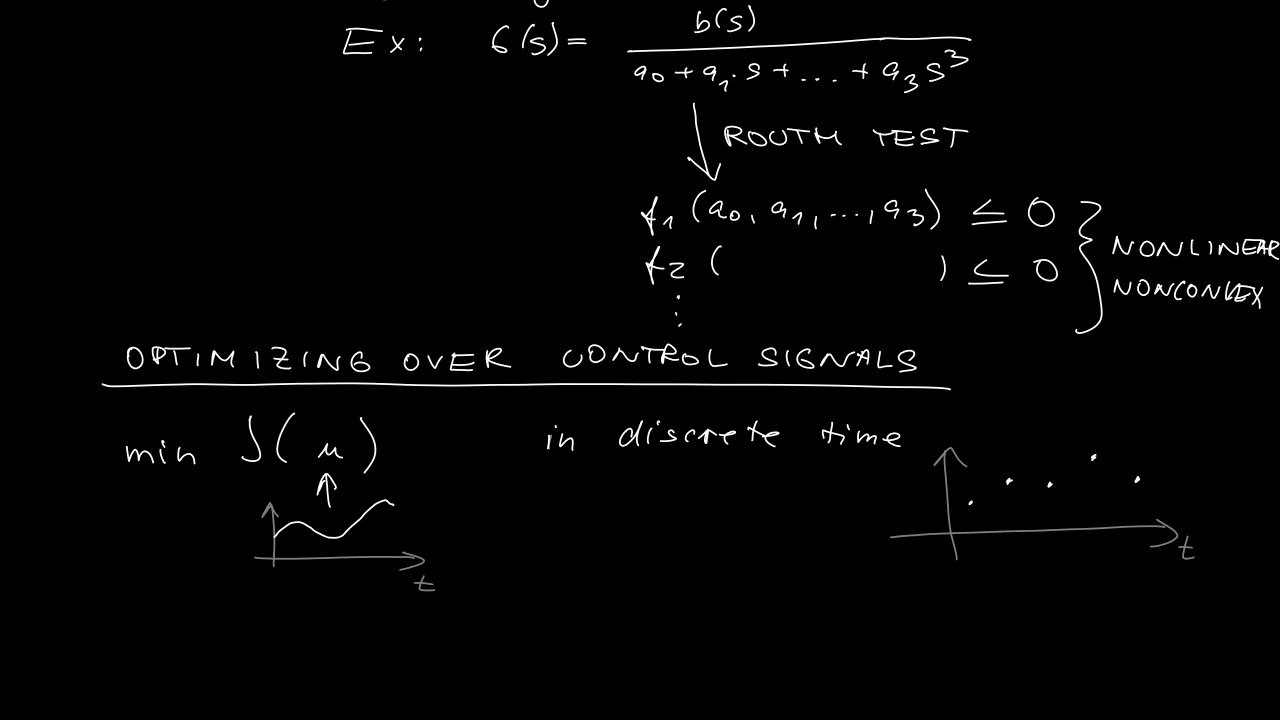 Ex: G(s) = b(s)
a0 + a1.s + ... + a3 s^3
ROUTH TEST
f1 (a0, a1, ..., a3) ≤ 0
f2 ( ) ≤ 0
⋮
NONLINEAR
NONCONVEX
OPTIMIZING OVER CONTROL SIGNALS
min J(u) in discrete time
t
t